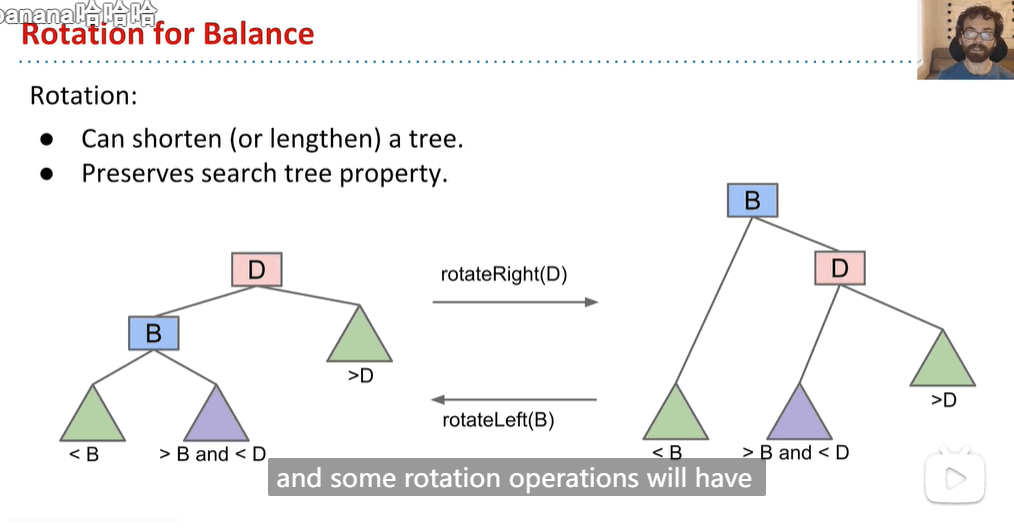 banana哈哈哈
Rotation for Balance
Rotation:
● Can shorten (or lengthen) a tree.
● Preserves search tree property.
B
D
D
rotateRight(D)
B
>D
rotateLeft(B)
>D
< B
> B and < D
< B
> B and < D
and some rotation operations will have